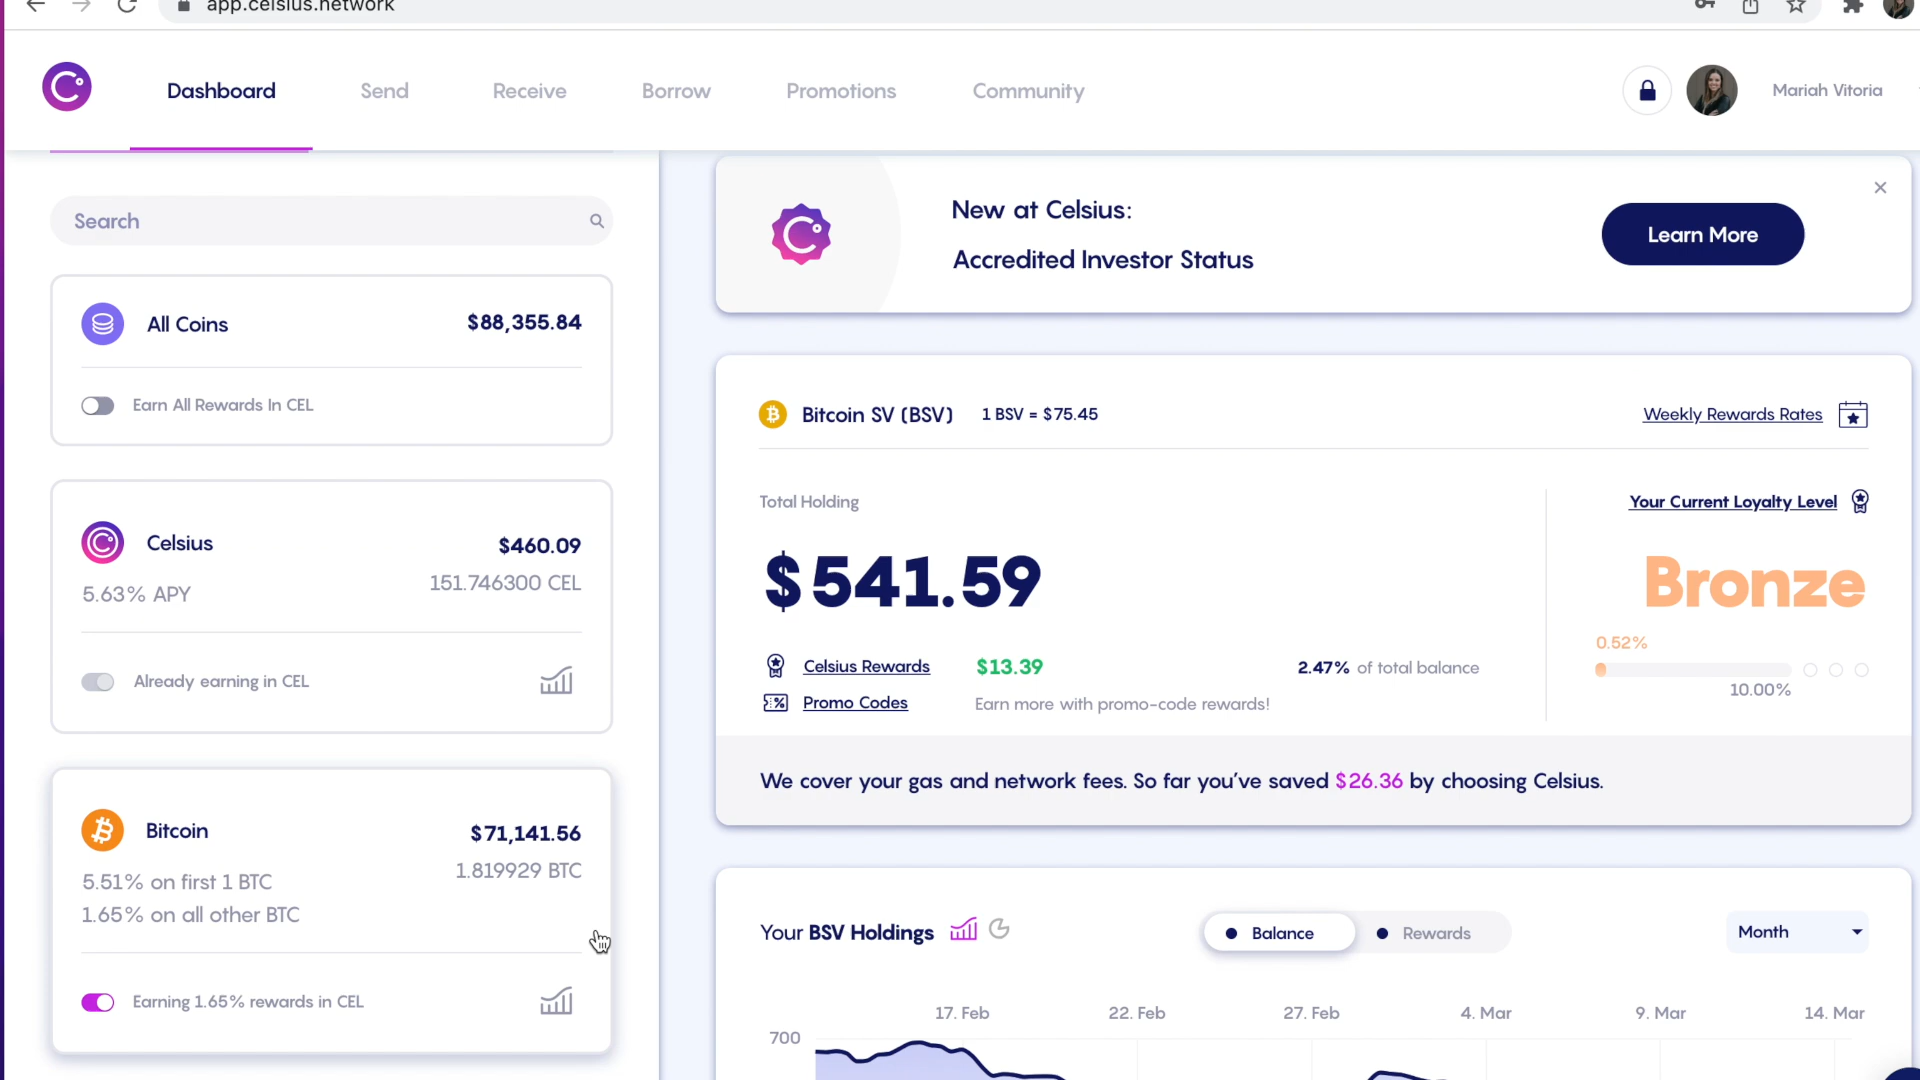 app.celsius.network
Dashboard
Send
Receive
Borrow
Promotions
Community
Mariah Vitoria
Search
All Coins
$88,355.84
Earn All Rewards In CEL
Celsius
$460.09
5.63% APY
151.746300 CEL
Already earning in CEL
Bitcoin
$71,141.56
1.819929 BTC
5.51% on first 1 BTC
1.65% on all other BTC
Earning 1.65% rewards in CEL
New at Celsius:
Accredited Investor Status
Learn More
Bitcoin SV (BSV)
1 BSV = $75.45
Weekly Rewards Rates
Total Holding
$541.59
Celsius Rewards
$13.39
2.47% of total balance
Promo Codes
Earn more with promo-code rewards!
Your Current Loyalty Level
Bronze
0.52%
10.00%
We cover your gas and network fees. So far you've saved $26.36 by choosing Celsius.
Your BSV Holdings
Balance
Rewards
Month
17. Feb
22. Feb
27. Feb
4. Mar
9. Mar
14. Mar
700